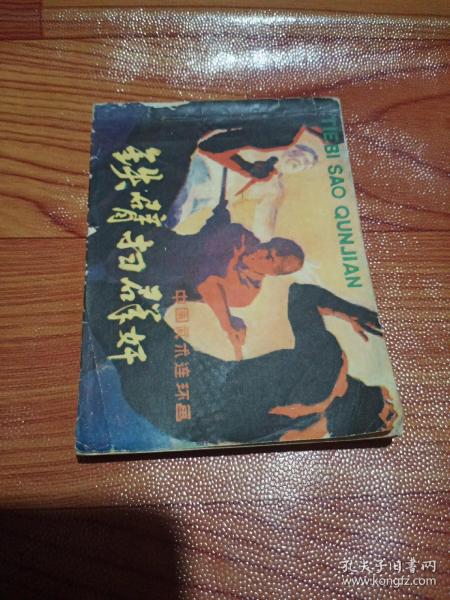 铁臂扫群奸
TIEBI SAO QUNJIAN
中国武术连环画
孔夫子旧书网
www.kongfz.com